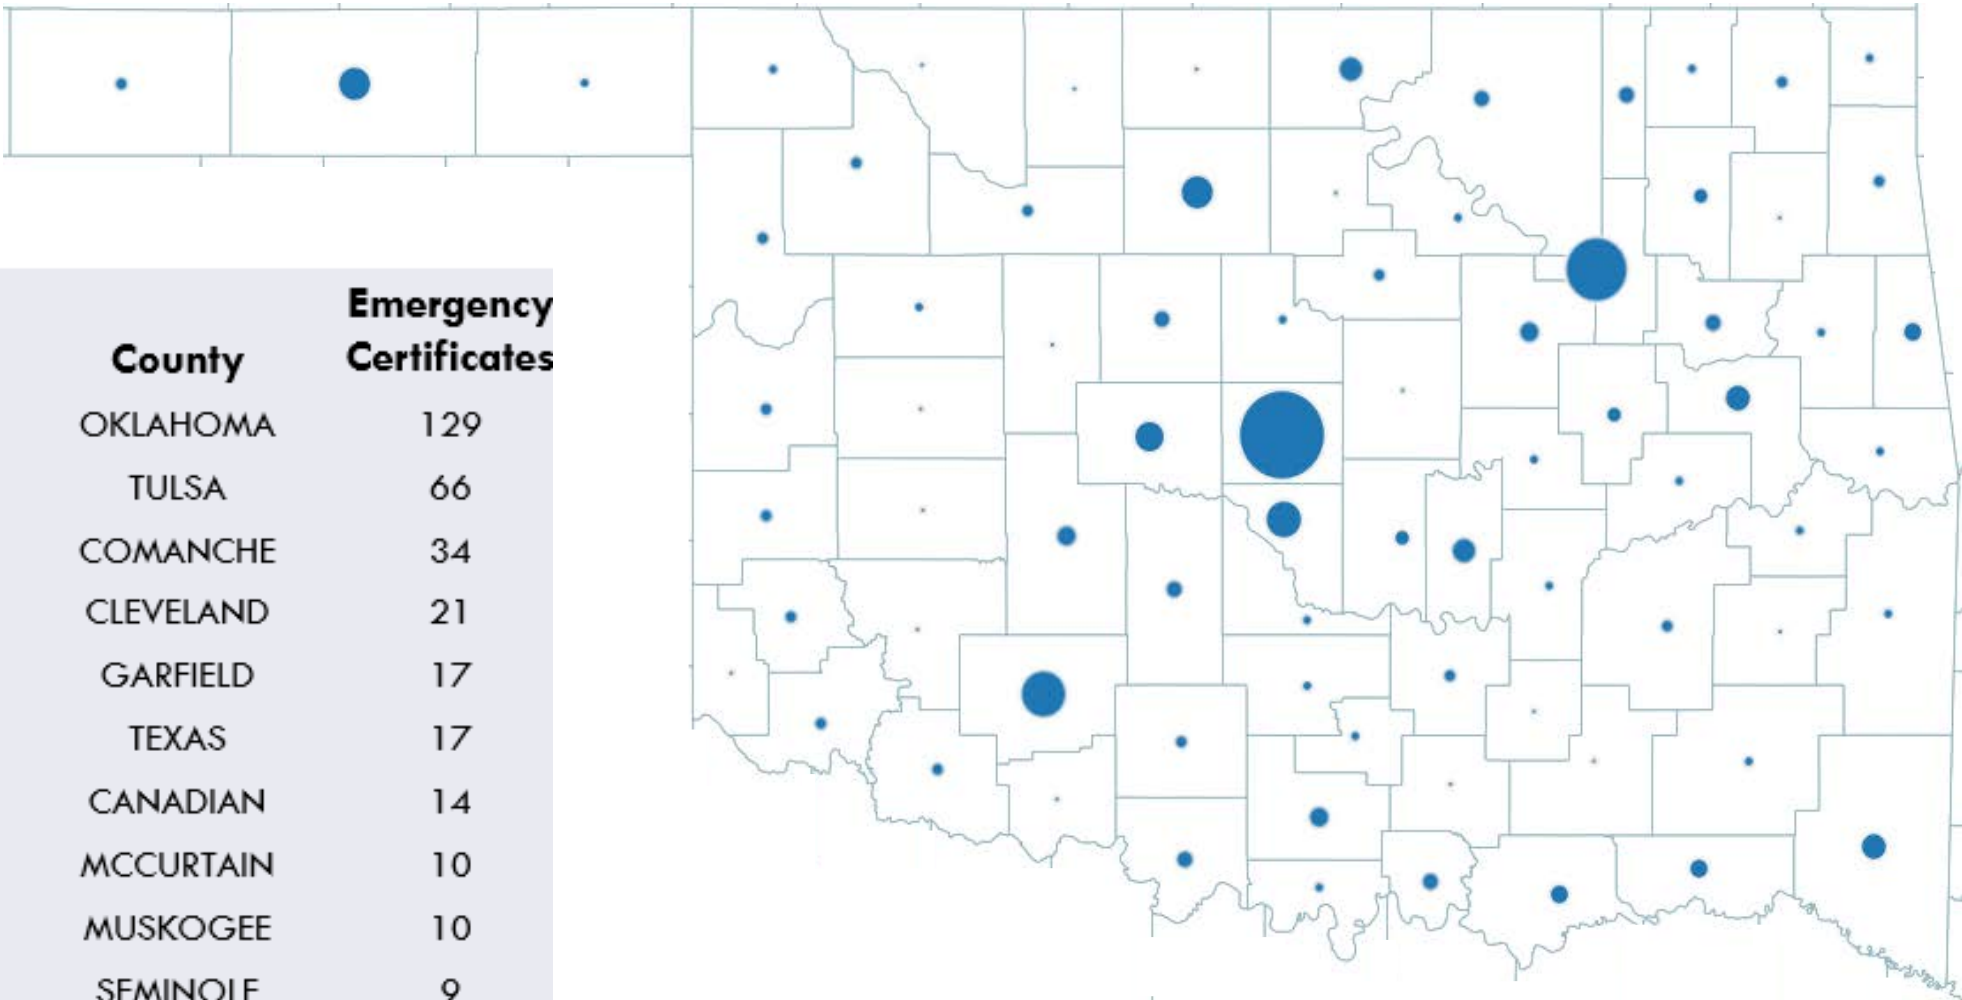 County Emergency Certificates
OKLAHOMA 129
TULSA 66
COMANCHE 34
CLEVELAND 21
GARFIELD 17
TEXAS 17
CANADIAN 14
MCCURTAIN 10
MUSKOGEE 10
SEMINOLE 9